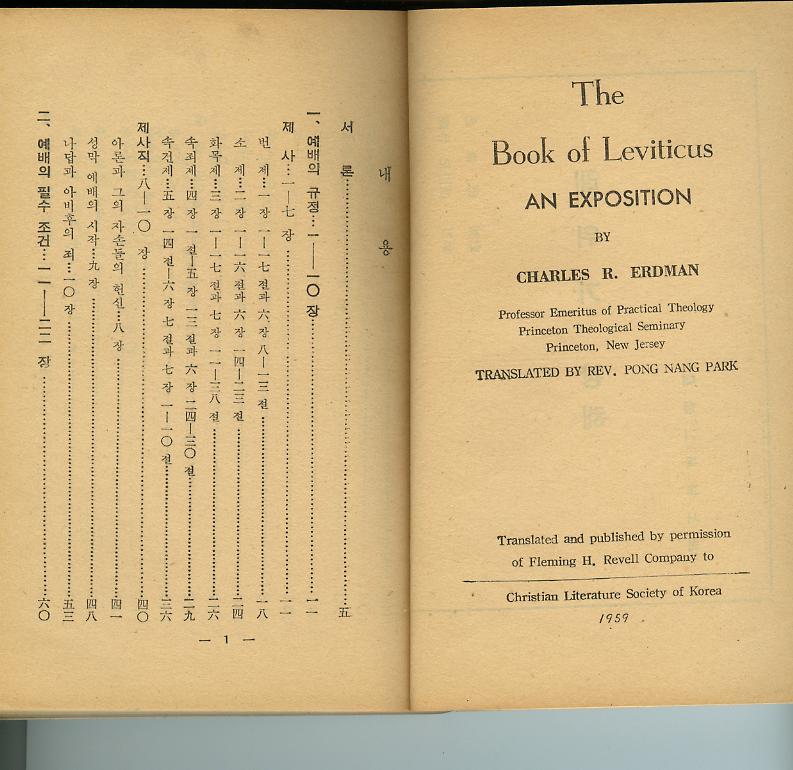 The
Book of Leviticus
AN EXPOSITION
BY
CHARLES R. ERDMAN
Professor Emeritus of Practical Theology
Princeton Theological Seminary
Princeton, New Jersey
TRANSLATED BY REV. PONG NANG PARK
Translated and published by permission
of Fleming H. Revell Company to
Christian Literature Society of Korea
1959
내 용
서 론……五
一、예배의 규정…一——一〇 장……一一
제 사…一—七 장……一一
번 제…一 장 一—一七 절과 六 장 八—一三 절……一八
소 제…二 장 一—一六 절과 六 장 一四—二三 절……二四
화목제…三 장 一—一七 절과 七 장 一一—三八 절……二六
속죄제…四 장 一 절—五 장 一三 절과 六 장 二四—三〇 절……二九
속건제…五 장 一四 절—六 장 七 절과 七 장 一—一〇 절……三六
제사직…八—一〇 장……四〇
아론과 그의 자손들의 헌신…八 장……四一
성막 예배의 시작…九 장……四八
나답과 아비후의 죄…一〇 장……五三
二、예배의 필수 조건…一一——二二 장……六〇
— 1 —